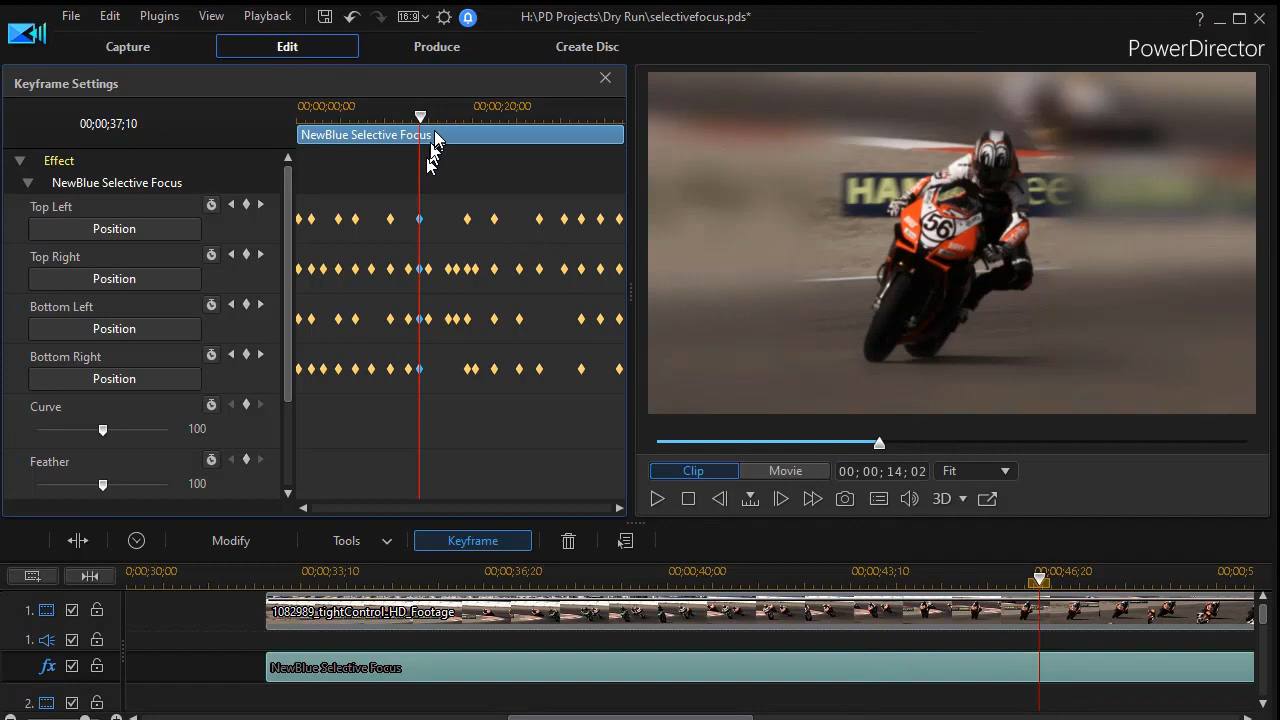 File Edit Plugins View Playback 16:9 H:\PD Projects\Dry Run\selectivefocus.pds* ?
Capture Edit Produce Create Disc PowerDirector
Keyframe Settings
00;00;37;10
00;00;00;00 00;00;20;00
NewBlue Selective Focus
Effect
NewBlue Selective Focus
Top Left
Position
Top Right
Position
Bottom Left
Position
Bottom Right
Position
Curve
100
Feather
100
56
Clip Movie 00; 00; 14; 02 Fit
3D
Modify Tools Keyframe
0;00;30;00 00;00;33;10 00;00;36;20 00;00;40;00 00;00;43;10 00;00;46;20 00;00;5
1. 1082989_tightControl_HD_Footage
1.
fx NewBlue Selective Focus
2.